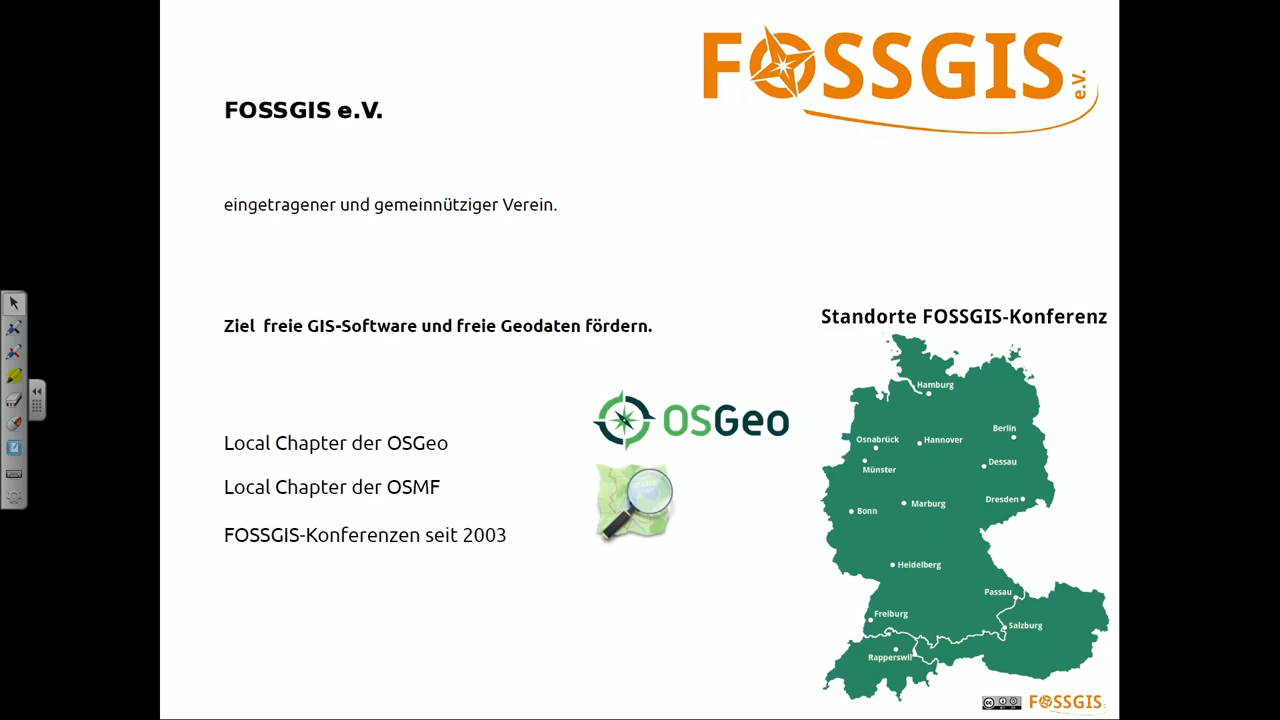 FOSSGIS e.V.
FOSSGIS e.V.
eingetragener und gemeinnütziger Verein.
Ziel  freie GIS-Software und freie Geodaten fördern.
Standorte FOSSGIS-Konferenz
Hamburg
Berlin
Osnabrück
Hannover
Münster
Dessau
Dresden
Marburg
Bonn
Heidelberg
Passau
Freiburg
Salzburg
Rapperswil
OSGeo
Local Chapter der OSGeo
Local Chapter der OSMF
FOSSGIS-Konferenzen seit 2003
FOSSGIS